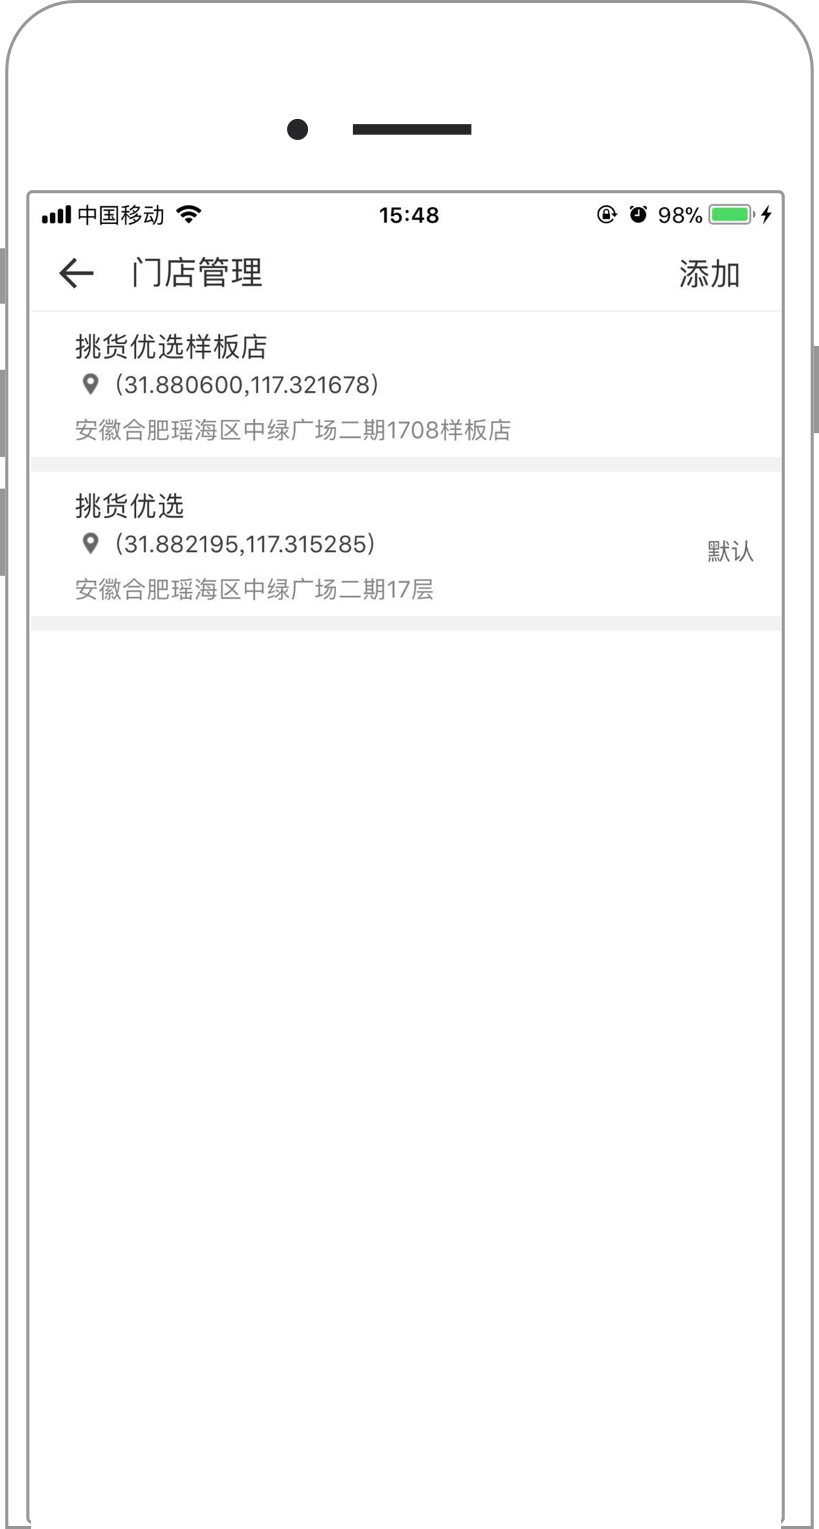 中国移动 15:48 98%
门店管理 添加
挑货优选样板店
(31.880600,117.321678)
安徽合肥瑶海区中绿广场二期1708样板店
挑货优选
(31.882195,117.315285)
默认
安徽合肥瑶海区中绿广场二期17层